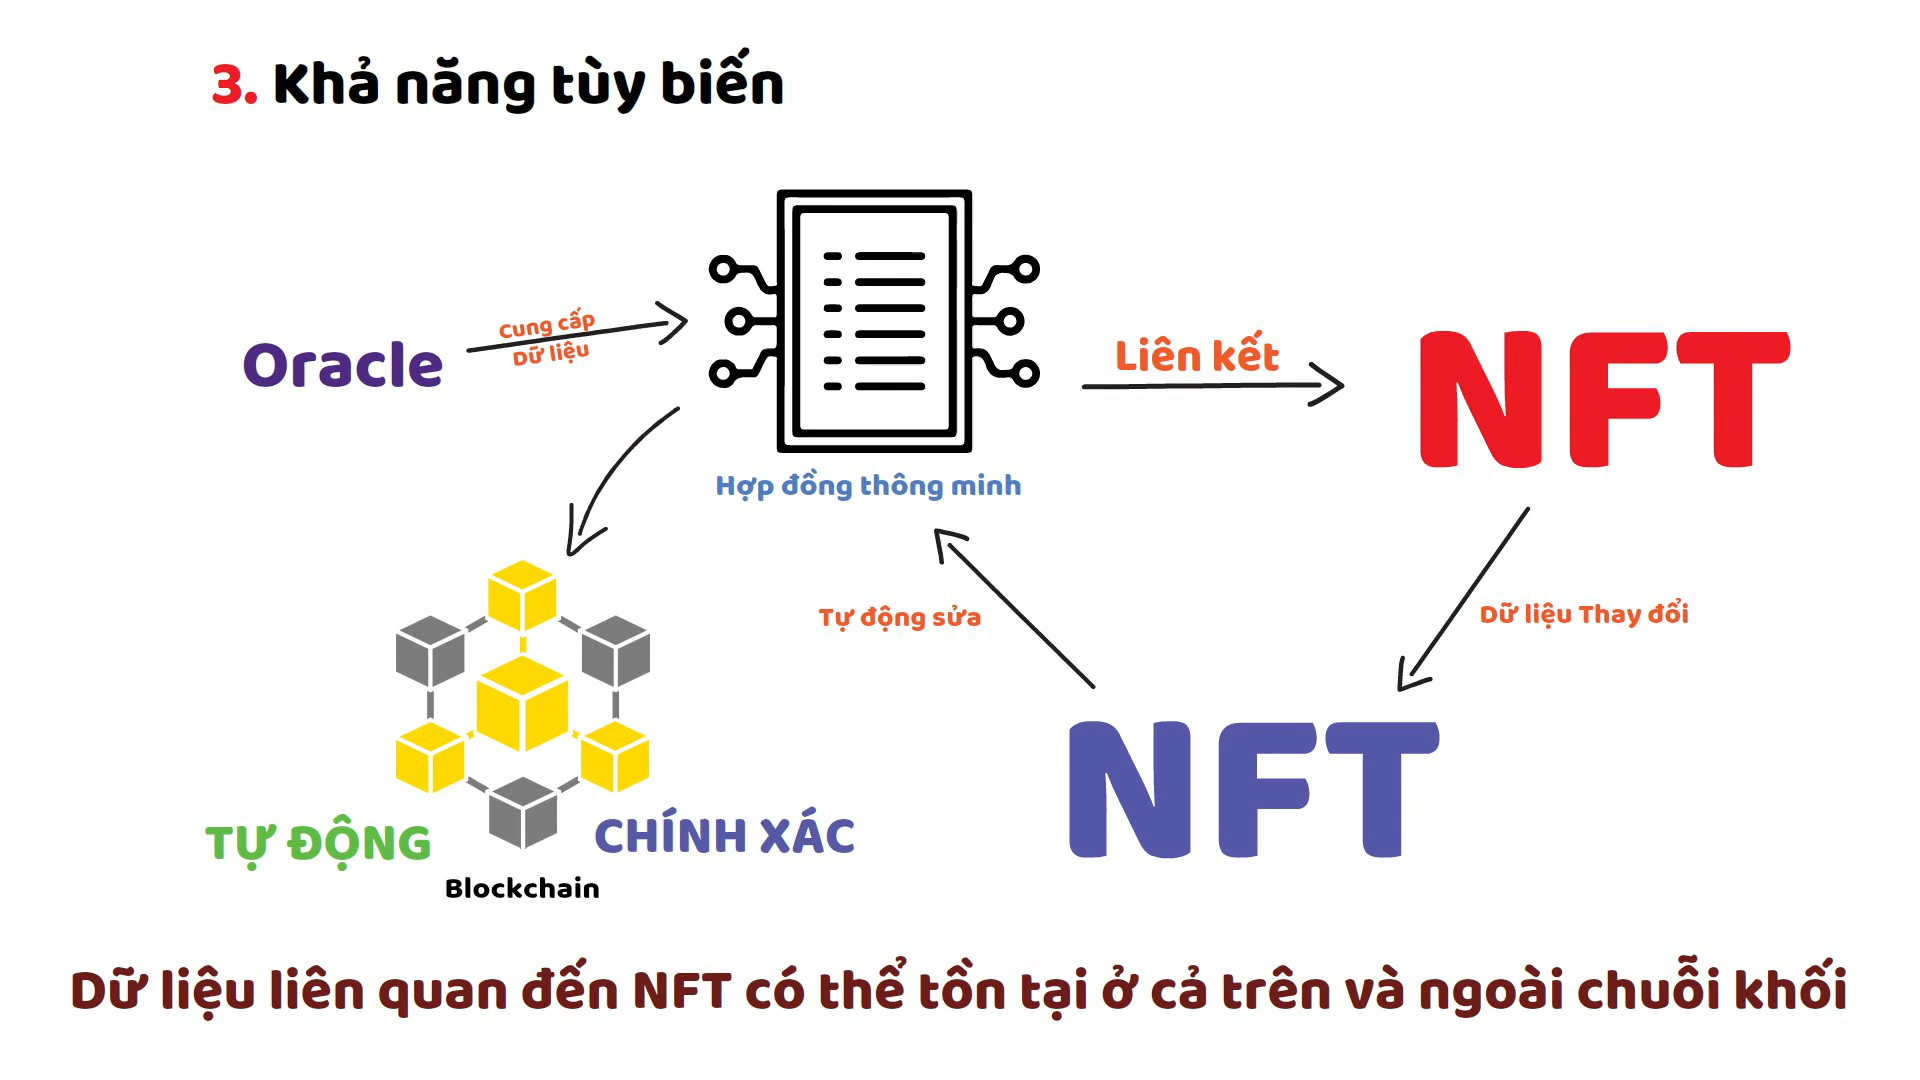 3. Khả năng tùy biến
Cung cấp
Dữ liệu
Oracle
Liên kết
NFT
Hợp đồng thông minh
Tự động sửa
Dữ liệu Thay đổi
NFT
TỰ ĐỘNG
CHÍNH XÁC
Blockchain
Dữ liệu liên quan đến NFT có thể tồn tại ở cả trên và ngoài chuỗi khối